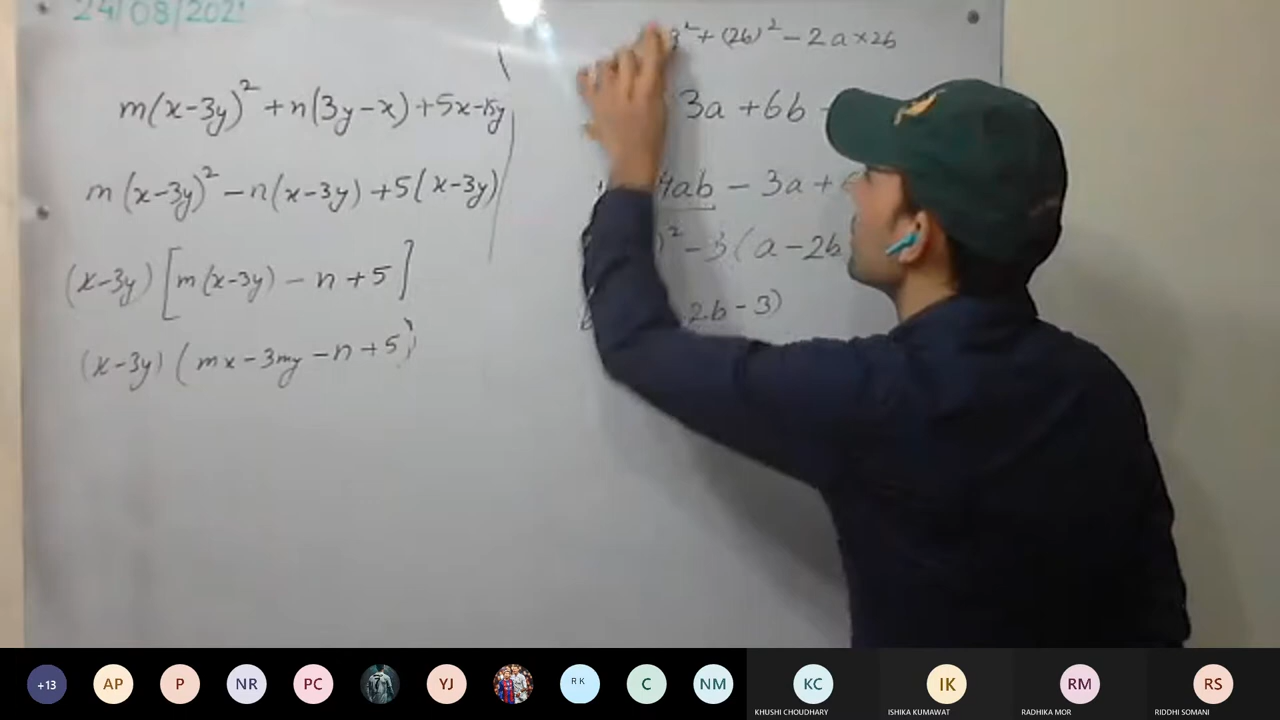 24/08/2021
m(x-3y)² + n(3y-x) + 5x-15y
m(x-3y)² - n(x-3y) + 5(x-3y)
(x-3y) [m(x-3y) - n + 5]
(x-3y) (mx - 3my - n + 5)
² + (2b)² - 2a × 2b
3a + 6b -
4ab - 3a +
)² - 3(a - 2b
2b - 3)
+13
AP
P
NR
PC
YJ
RK
C
NM
KC
KHUSHI CHOUDHARY
IK
ISHIKA KUMAWAT
RM
RADHIKA MOR
RS
RIDDHI SOMANI